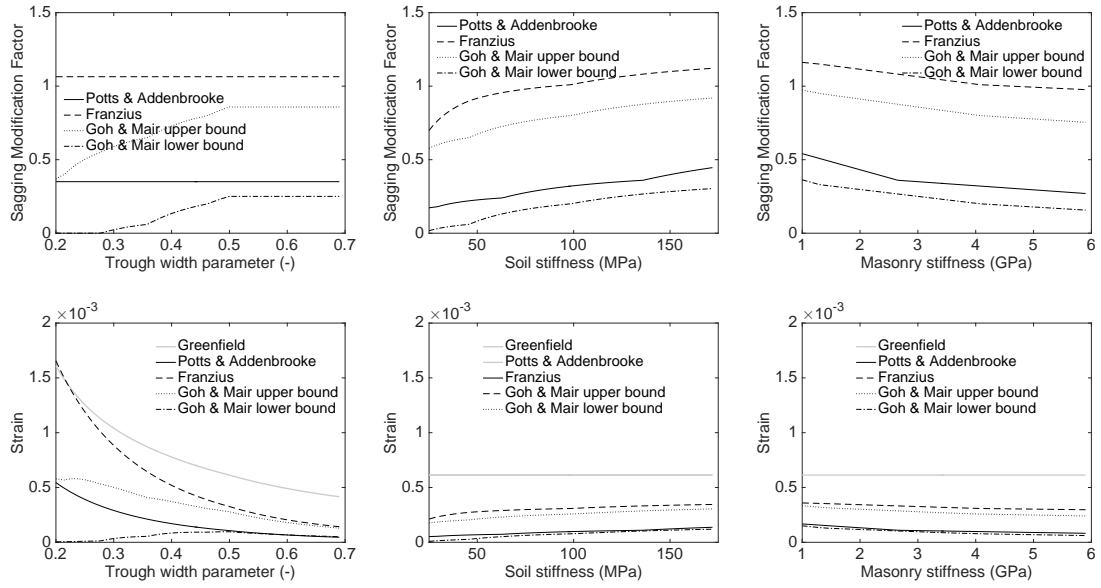 1.5
1
0.5
0
Sagging Modification Factor
Potts & Addenbrooke
Franzius
Goh & Mair upper bound
Goh & Mair lower bound
0.2 0.3 0.4 0.5 0.6 0.7
Trough width parameter (-)
1.5
1
0.5
0
Sagging Modification Factor
Potts & Addenbrooke
Franzius
Goh & Mair upper bound
Goh & Mair lower bound
50 100 150
Soil stiffness (MPa)
1.5
1
0.5
0
Sagging Modification Factor
Potts & Addenbrooke
Franzius
Goh & Mair upper bound
Goh & Mair lower bound
1 2 3 4 5 6
Masonry stiffness (GPa)
×10-3
2
1.5
1
0.5
0
Strain
Greenfield
Potts & Addenbrooke
Franzius
Goh & Mair upper bound
Goh & Mair lower bound
0.2 0.3 0.4 0.5 0.6 0.7
Trough width parameter (-)
×10-3
2
1.5
1
0.5
0
Strain
Greenfield
Potts & Addenbrooke
Franzius
Goh & Mair upper bound
Goh & Mair lower bound
50 100 150
Soil stiffness (MPa)
×10-3
2
1.5
1
0.5
0
Strain
Greenfield
Potts & Addenbrooke
Franzius
Goh & Mair upper bound
Goh & Mair lower bound
1 2 3 4 5 6
Masonry stiffness (GPa)